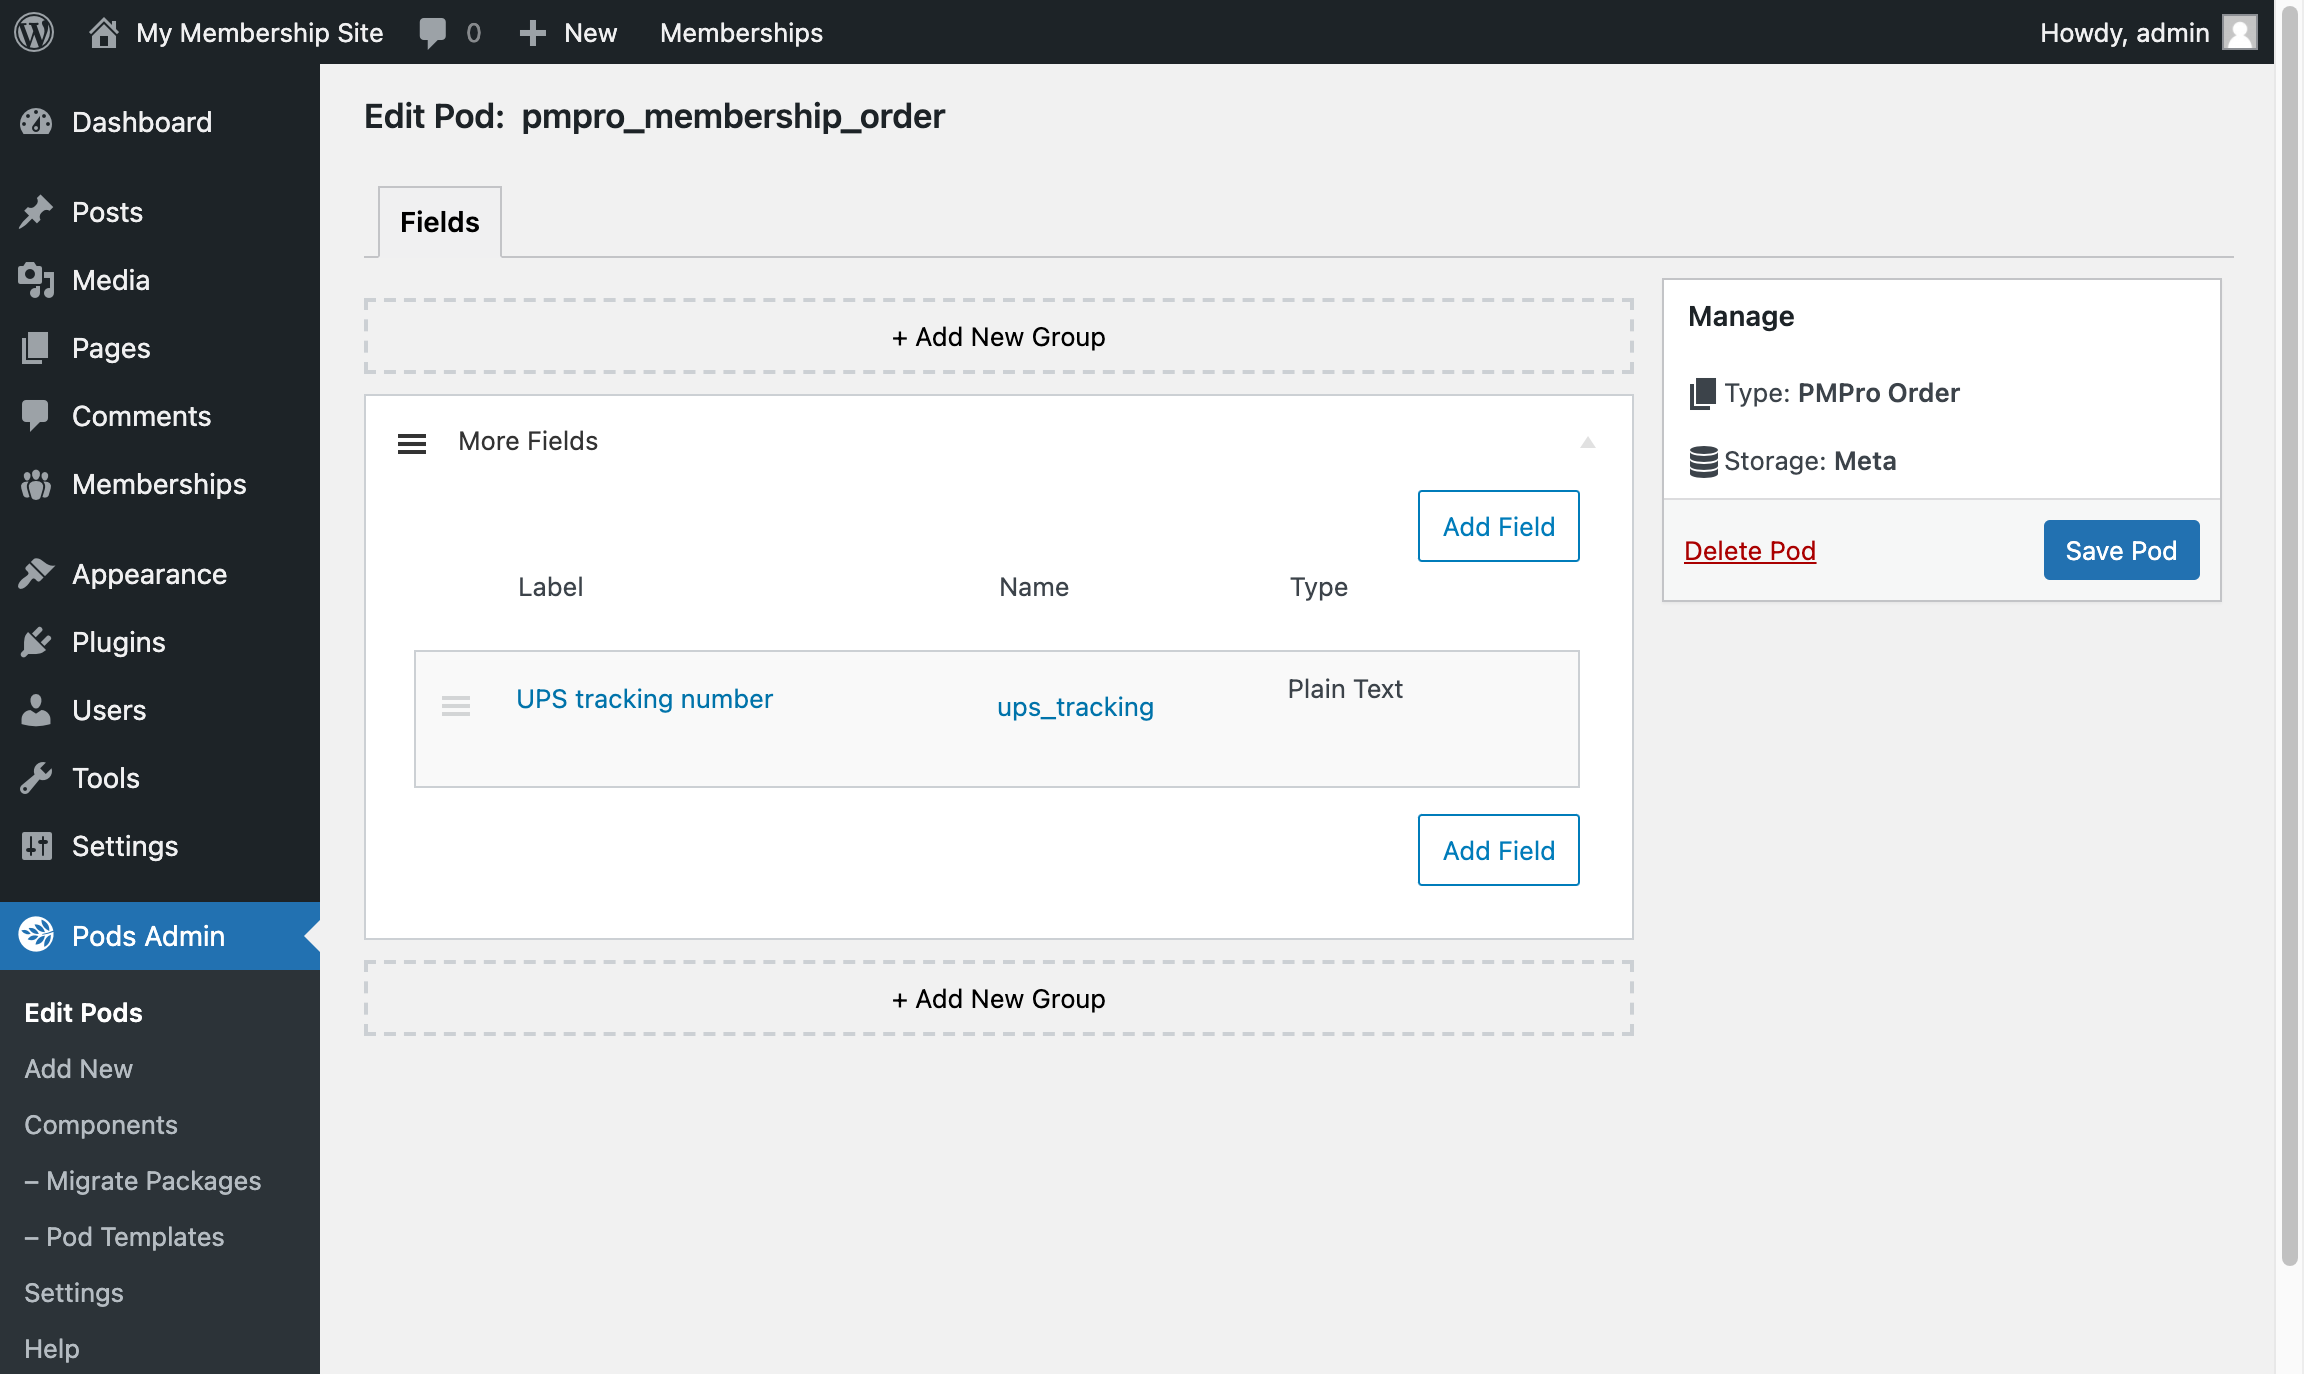 My Membership Site
0
New
Memberships
Howdy, admin
Dashboard
Posts
Media
Pages
Comments
Memberships
Appearance
Plugins
Users
Tools
Settings
Pods Admin
Edit Pods
Add New
Components
– Migrate Packages
– Pod Templates
Settings
Help
Edit Pod: pmpro_membership_order
Fields
+ Add New Group
More Fields
Add Field
Label Name Type
UPS tracking number ups_tracking Plain Text
Add Field
+ Add New Group
Manage
Type: PMPro Order
Storage: Meta
Delete Pod Save Pod